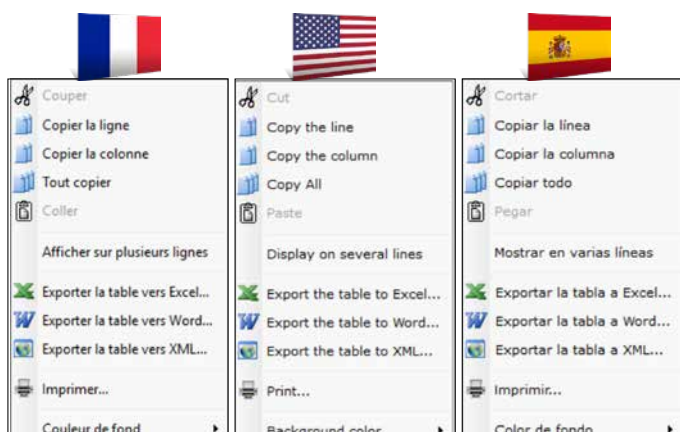 Couper
Copier la ligne
Copier la colonne
Tout copier
Coller
Afficher sur plusieurs lignes
Exporter la table vers Excel...
Exporter la table vers Word...
Exporter la table vers XML...
Imprimer...
Couleur de fond
Cut
Copy the line
Copy the column
Copy All
Paste
Display on several lines
Export the table to Excel...
Export the table to Word...
Export the table to XML...
Print...
Background color
Cortar
Copiar la línea
Copiar la columna
Copiar todo
Pegar
Mostrar en varias líneas
Exportar la tabla a Excel...
Exportar la tabla a Word...
Exportar la tabla a XML...
Imprimir...
Color de fondo